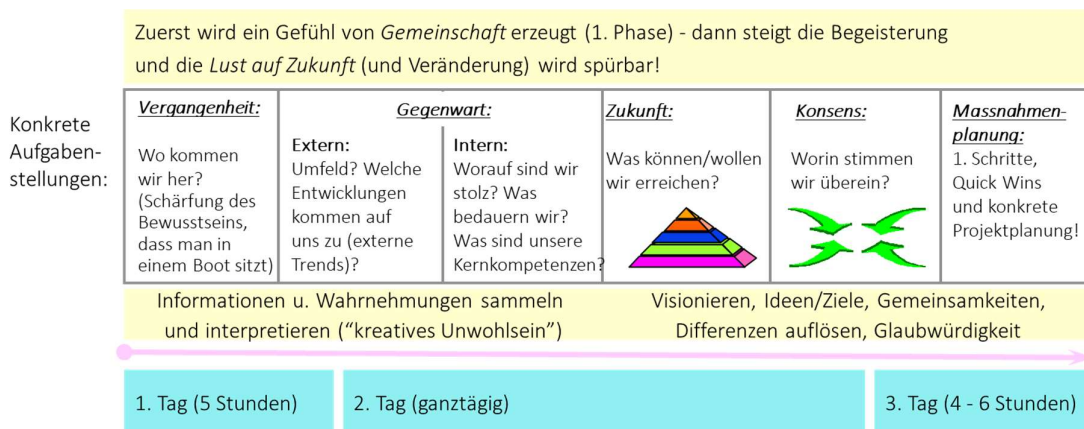 Zuerst wird ein Gefühl von Gemeinschaft erzeugt (1. Phase) - dann steigt die Begeisterung
und die Lust auf Zukunft (und Veränderung) wird spürbar!
Konkrete
Aufgaben-
stellungen:
Vergangenheit:
Wo kommen
wir her?
(Schärfung des
Bewusstseins,
dass man in
einem Boot sitzt)
Gegenwart:
Extern:
Umfeld? Welche
Entwicklungen
kommen auf
uns zu (externe
Trends)?
Intern:
Worauf sind wir
stolz? Was
bedauern wir?
Was sind unsere
Kernkompetenzen?
Zukunft:
Was können/wollen
wir erreichen?
Konsens:
Worin stimmen
wir überein?
Massnahmen-
planung:
1. Schritte,
Quick Wins
und konkrete
Projektplanung!
Informationen u. Wahrnehmungen sammeln
und interpretieren (“kreatives Unwohlsein”)
Visionieren, Ideen/Ziele, Gemeinsamkeiten,
Differenzen auflösen, Glaubwürdigkeit
1. Tag (5 Stunden)
2. Tag (ganztägig)
3. Tag (4 - 6 Stunden)